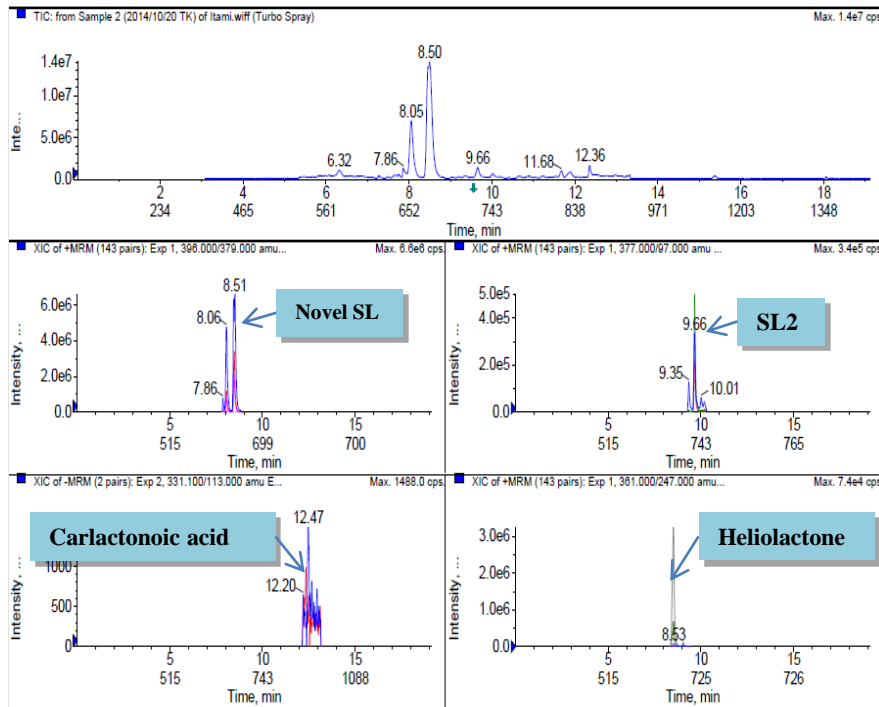 TIC: from Sample 2 (2014/10/20 TK) of Itami.wiff (Turbo Spray) Max. 1.4e7 cps
Inte...
1.4e7
1.0e7
5.0e6
0.0
8.50
8.05
7.86
6.32
9.66
11.68
12.36
2 4 6 8 10 12 14 16 18
234 465 561 652 743 838 971 1203 1348
Time, min
XIC of +MRM (143 pairs): Exp 1, 396.000/379.000 amu... Max. 6.6e6 cps.
Intensity, ...
6.0e6
4.0e6
2.0e6
0.0
8.51
8.06
7.86
Novel SL
5 10 15
515 699 700
Time, min
XIC of +MRM (143 pairs): Exp 1, 377.000/97.000 amu ... Max. 3.4e5 cps.
Intensity, ...
5.0e5
4.0e5
2.0e5
0.0
9.66
9.35
10.01
SL2
5 10 15
515 743 765
Time, min
XIC of -MRM (2 pairs): Exp 2, 331.100/113.000 amu E... Max. 1488.0 cps.
Intensity, ...
1000
500
0
12.47
12.20
Carlactonoic acid
5 10 15
515 743 1088
Time, min
XIC of +MRM (143 pairs): Exp 1, 361.000/247.000 amu... Max. 7.4e4 cps.
Intensity, ...
3.0e6
2.0e6
1.0e6
0.0
8.53
Heliolactone
5 10 15
515 725 726
Time, min